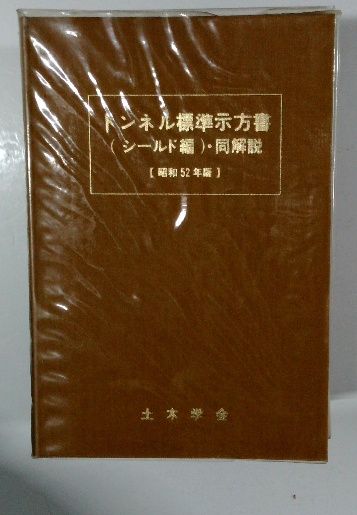 トンネル標準示方書
(シールド編)・同解説
[昭和52年版]
土木学会